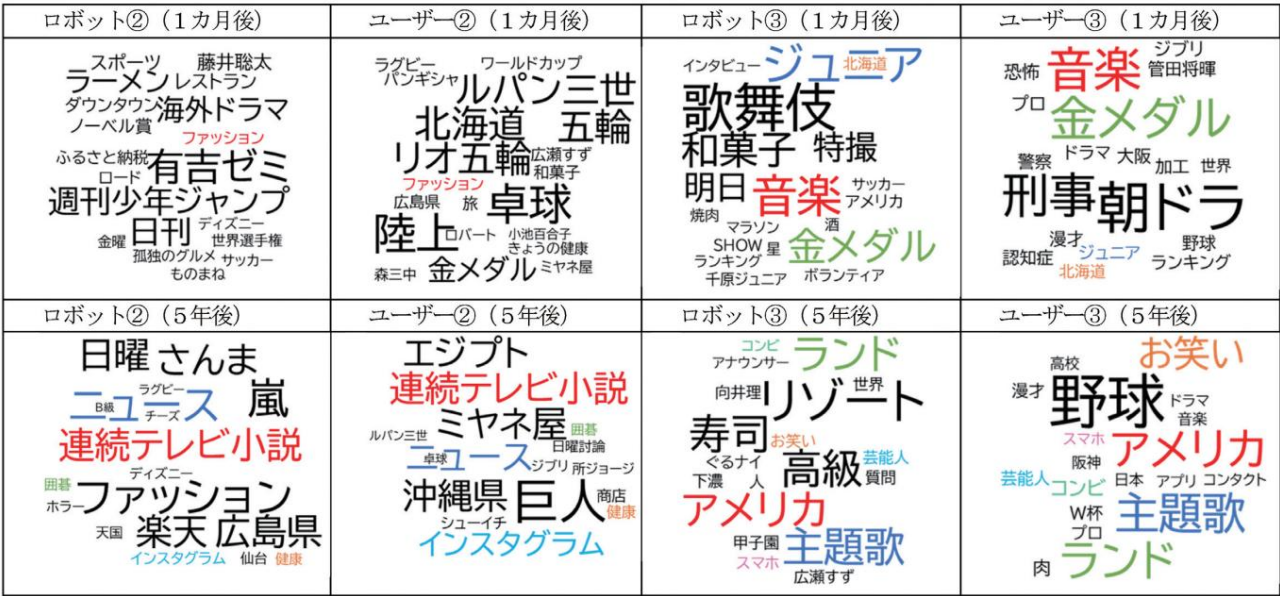 ロボット②（１カ月後）
ユーザー②（１カ月後）
ロボット③（１カ月後）
ユーザー③（１カ月後）
スポーツ 藤井聡太
ラーメン レストラン
ダウンタウン 海外ドラマ
ノーベル賞
ファッション
ふるさと納税 有吉ゼミ
ロード
週刊少年ジャンプ
金曜 日刊 ディズニー
世界選手権
孤独のグルメ サッカー
ものまね
ラグビー ワールドカップ
パンギシャ ルパン三世
北海道 五輪
リオ五輪 広瀬すず
和菓子
ファッション
広島県 旅 卓球
陸上 ロバート 小池百合子
きょうの健康
森三中 金メダル ミヤネ屋
インタビュー ジュニア 北海道
歌舞伎
和菓子 特撮
明日 音楽 サッカー
アメリカ
焼肉
マラソン 酒
SHOW 星 金メダル
ランキング
千原ジュニア ボランティア
恐怖 音楽 ジブリ
菅田将暉
プロ 金メダル
警察 ドラマ 大阪 加工 世界
刑事 朝ドラ
漫才
認知症 ジュニア 野球
北海道 ランキング
ロボット②（５年後）
ユーザー②（５年後）
ロボット③（５年後）
ユーザー③（５年後）
日曜 さんま
ラグビー
ニュース 嵐
B級 チーズ
連続テレビ小説
ディズニー
囲碁 ファッション
ホラー
天国 楽天 広島県
インスタグラム 仙台 健康
エジプト
連続テレビ小説
ミヤネ屋 囲碁
ルパン三世 日曜討論
卓球 ニュース ジブリ 所ジョージ
沖縄県 巨人 商店
シューイチ 健康
インスタグラム
コンビ ランド
アナウンサー
向井理 リゾート 世界
寿司 お笑い
ぐるナイ 高級 芸能人
下濃 人 質問
アメリカ
甲子園 主題歌
スマホ
広瀬すず
お笑い
高校
漫才 野球 ドラマ
音楽
スマホ アメリカ
阪神
芸能人 コンビ 日本 アプリ コンタクト
W杯 主題歌
プロ
肉 ランド